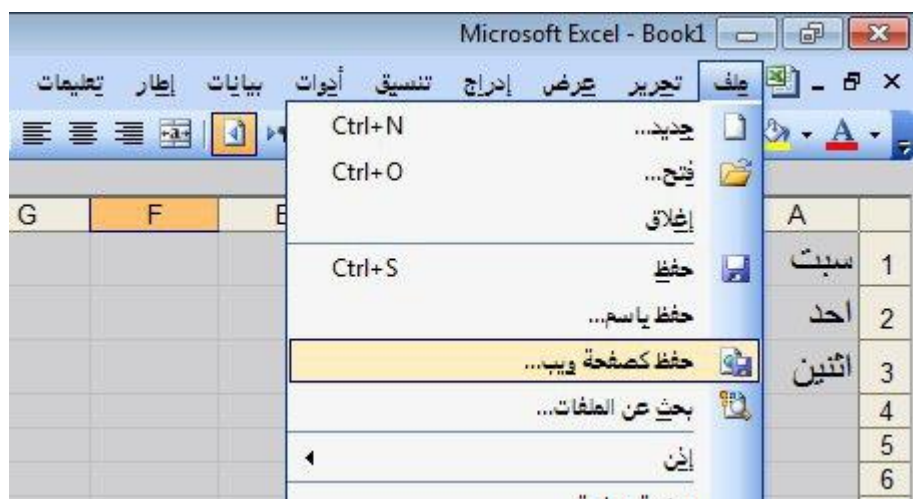 Microsoft Excel - Book1
ملف تحرير عرض إدراج تنسيق أدوات بيانات إطار تعليمات
جديد... Ctrl+N
فتح... Ctrl+O
إغلاق
حفظ Ctrl+S
حفظ باسم...
حفظ كصفحة ويب...
بحث عن الملفات...
إذن
A
F G
1 سبت
2 احد
3 اثنين
4
5
6